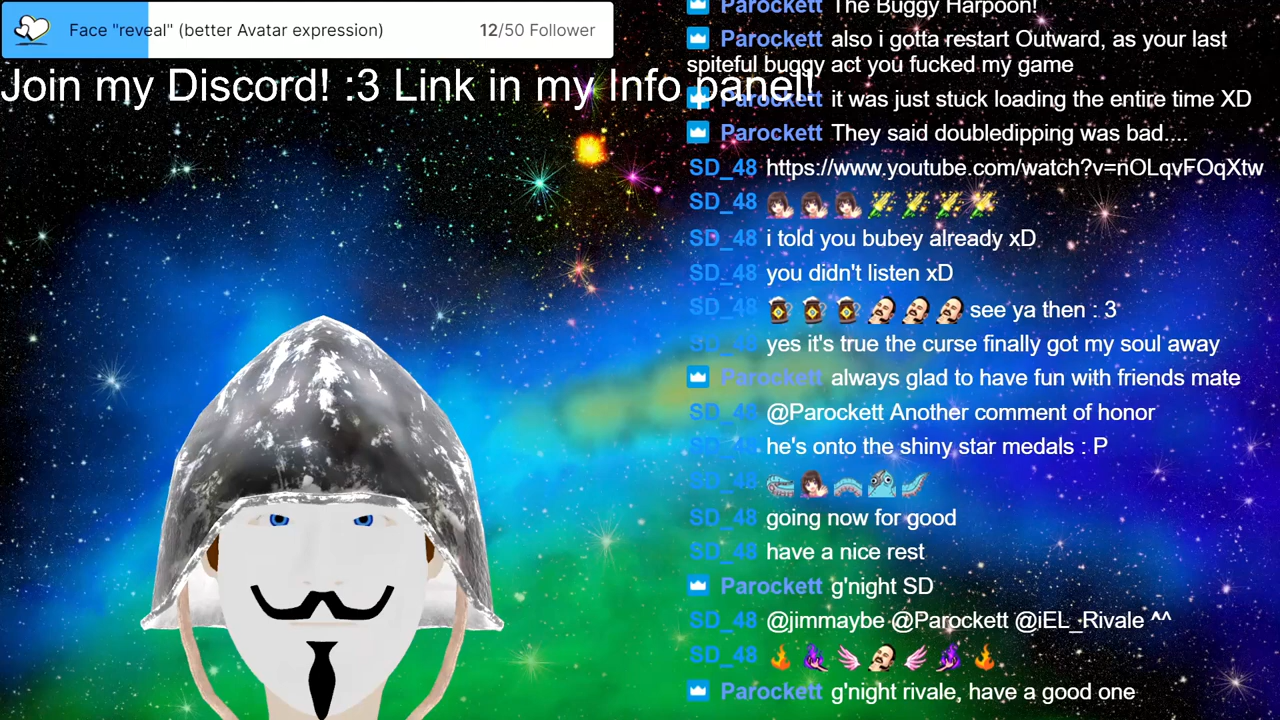 Face "reveal" (better Avatar expression) 12/50 Follower
Join my Discord! :3 Link in my Info panel!
Parockett The Buggy Harpoon!
Parockett also i gotta restart Outward, as your last
spiteful buggy act you fucked my game
Parockett it was just stuck loading the entire time XD
Parockett They said doubledipping was bad....
SD_48 https://www.youtube.com/watch?v=nOLqvFOqXtw
SD_48
SD_48 i told you bubey already xD
SD_48 you didn't listen xD
SD_48 see ya then : 3
SD_48 yes it's true the curse finally got my soul away
Parockett always glad to have fun with friends mate
SD_48 @Parockett Another comment of honor
SD_48 he's onto the shiny star medals : P
SD_48
SD_48 going now for good
SD_48 have a nice rest
Parockett g'night SD
SD_48 @jimmaybe @Parockett @iEL_Rivale ^^
SD_48
Parockett g'night rivale, have a good one